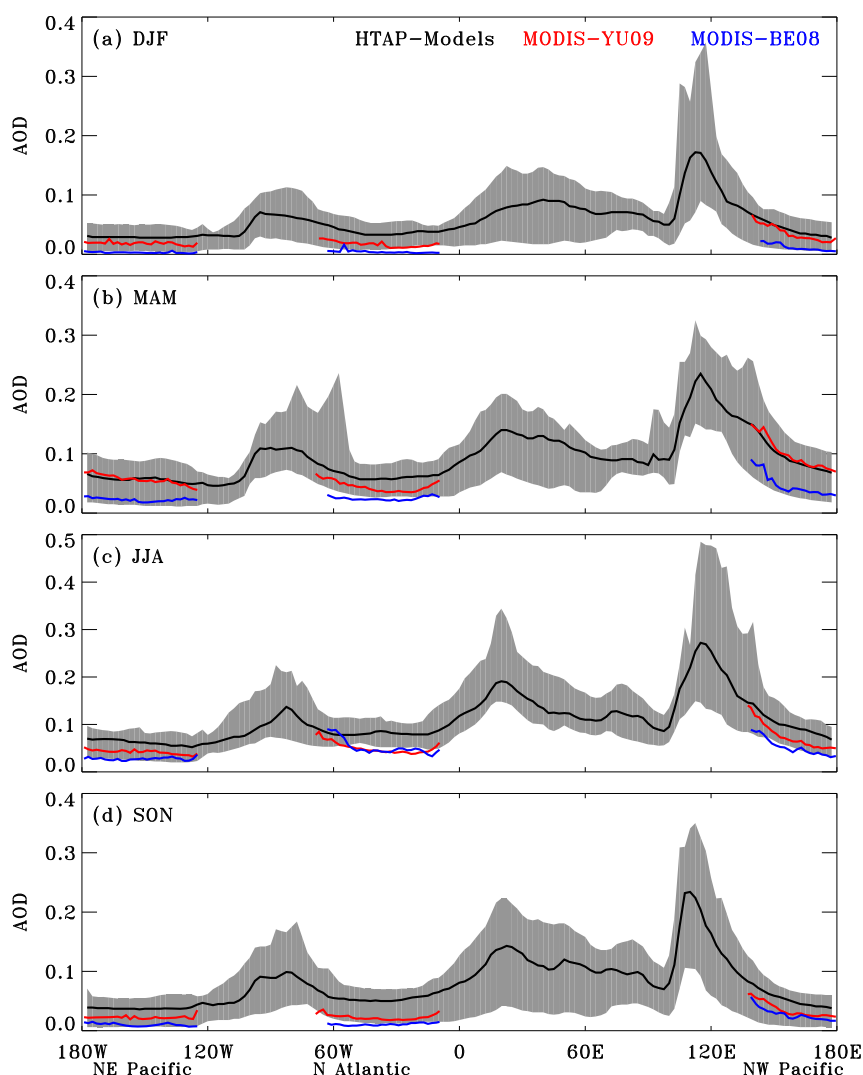 0.4
(a) DJF HTAP-Models MODIS-YU09 MODIS-BE08
0.3
AOD
0.2
0.1
0.0
0.4
(b) MAM
0.3
AOD
0.2
0.1
0.0
0.5
(c) JJA
0.4
0.3
AOD
0.2
0.1
0.0
0.4
(d) SON
0.3
AOD
0.2
0.1
0.0
180W 120W 60W 0 60E 120E 180E
NE Pacific N Atlantic NW Pacific